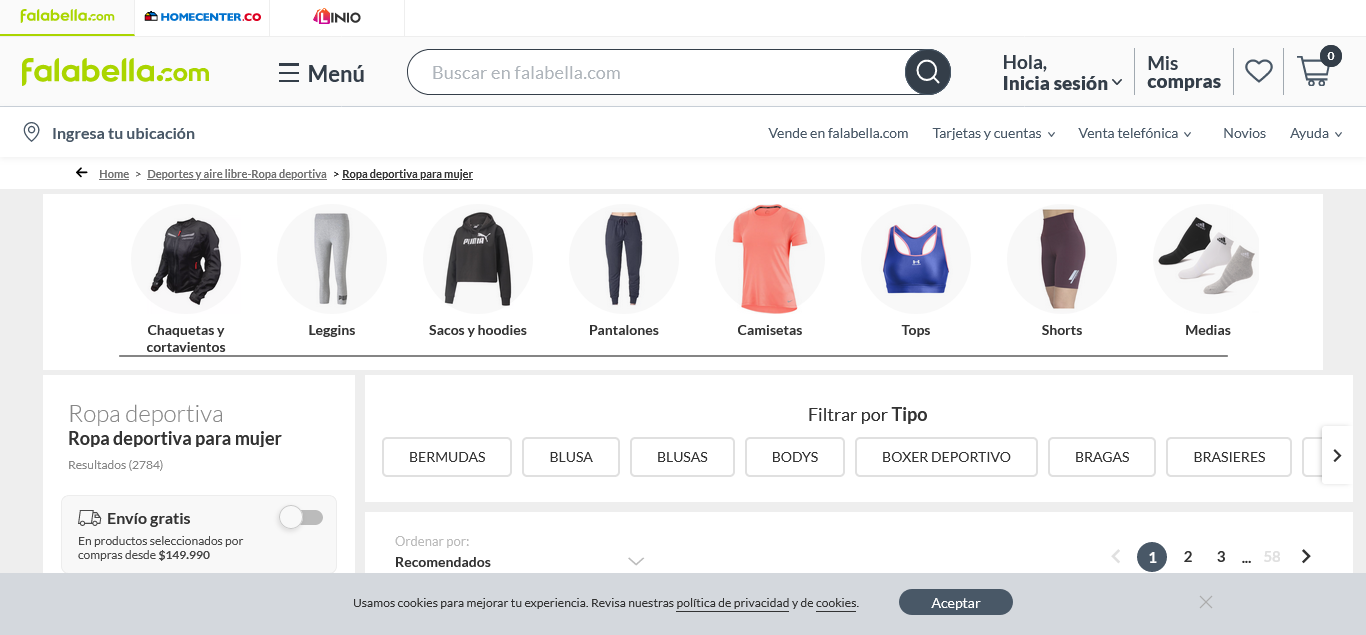 falabella.com
HOMECENTER.CO
LINIO
falabella.com
Menú
Buscar en falabella.com
Hola,
Inicia sesión
Mis
compras
0
Ingresa tu ubicación
Vende en falabella.com
Tarjetas y cuentas
Venta telefónica
Novios
Ayuda
Home > Deportes y aire libre-Ropa deportiva > Ropa deportiva para mujer
PUMA
Chaquetas y
cortavientos
Leggins
Sacos y hoodies
Pantalones
Camisetas
Tops
Shorts
Medias
Ropa deportiva
Ropa deportiva para mujer
Resultados (2784)
Filtrar por Tipo
BERMUDAS
BLUSA
BLUSAS
BODYS
BOXER DEPORTIVO
BRAGAS
BRASIERES
Envío gratis
En productos seleccionados por
compras desde $149.990
Ordenar por:
Recomendados
1 2 3 ... 58
Usamos cookies para mejorar tu experiencia. Revisa nuestras política de privacidad y de cookies.
Aceptar